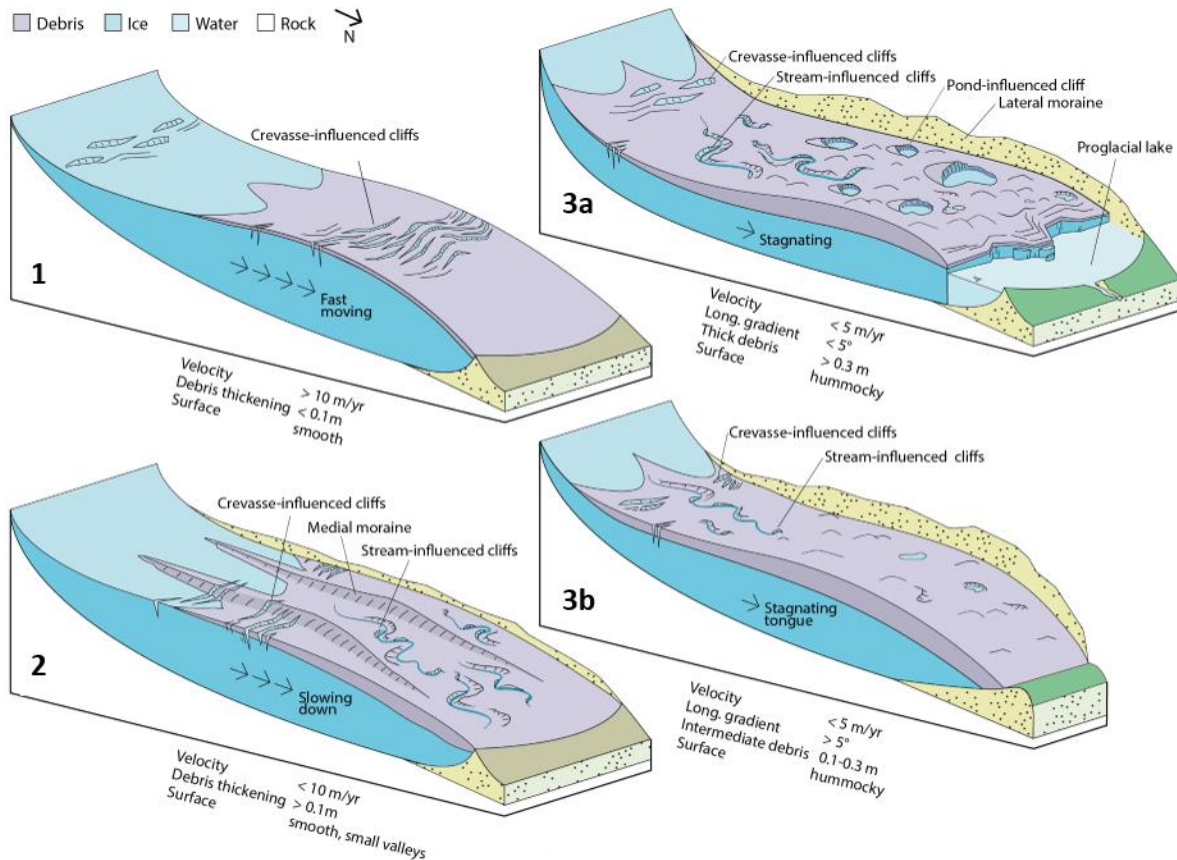 Debris Ice Water Rock
N
Crevasse-influenced cliffs
1
Fast moving
Velocity > 10 m/yr
Debris thickening < 0.1m
Surface smooth
Crevasse-influenced cliffs
Stream-influenced cliffs
Pond-influenced cliff
Lateral moraine
Proglacial lake
3a
Stagnating
Velocity < 5 m/yr
Long. gradient < 5°
Thick debris > 0.3 m
Surface hummocky
Crevasse-influenced cliffs
Medial moraine
Stream-influenced cliffs
2
Slowing down
Velocity < 10 m/yr
Debris thickening > 0.1m
Surface smooth, small valleys
Crevasse-influenced cliffs
Stream-influenced cliffs
3b
Stagnating tongue
Velocity < 5 m/yr
Long. gradient > 5°
Intermediate debris 0.1-0.3 m
Surface hummocky